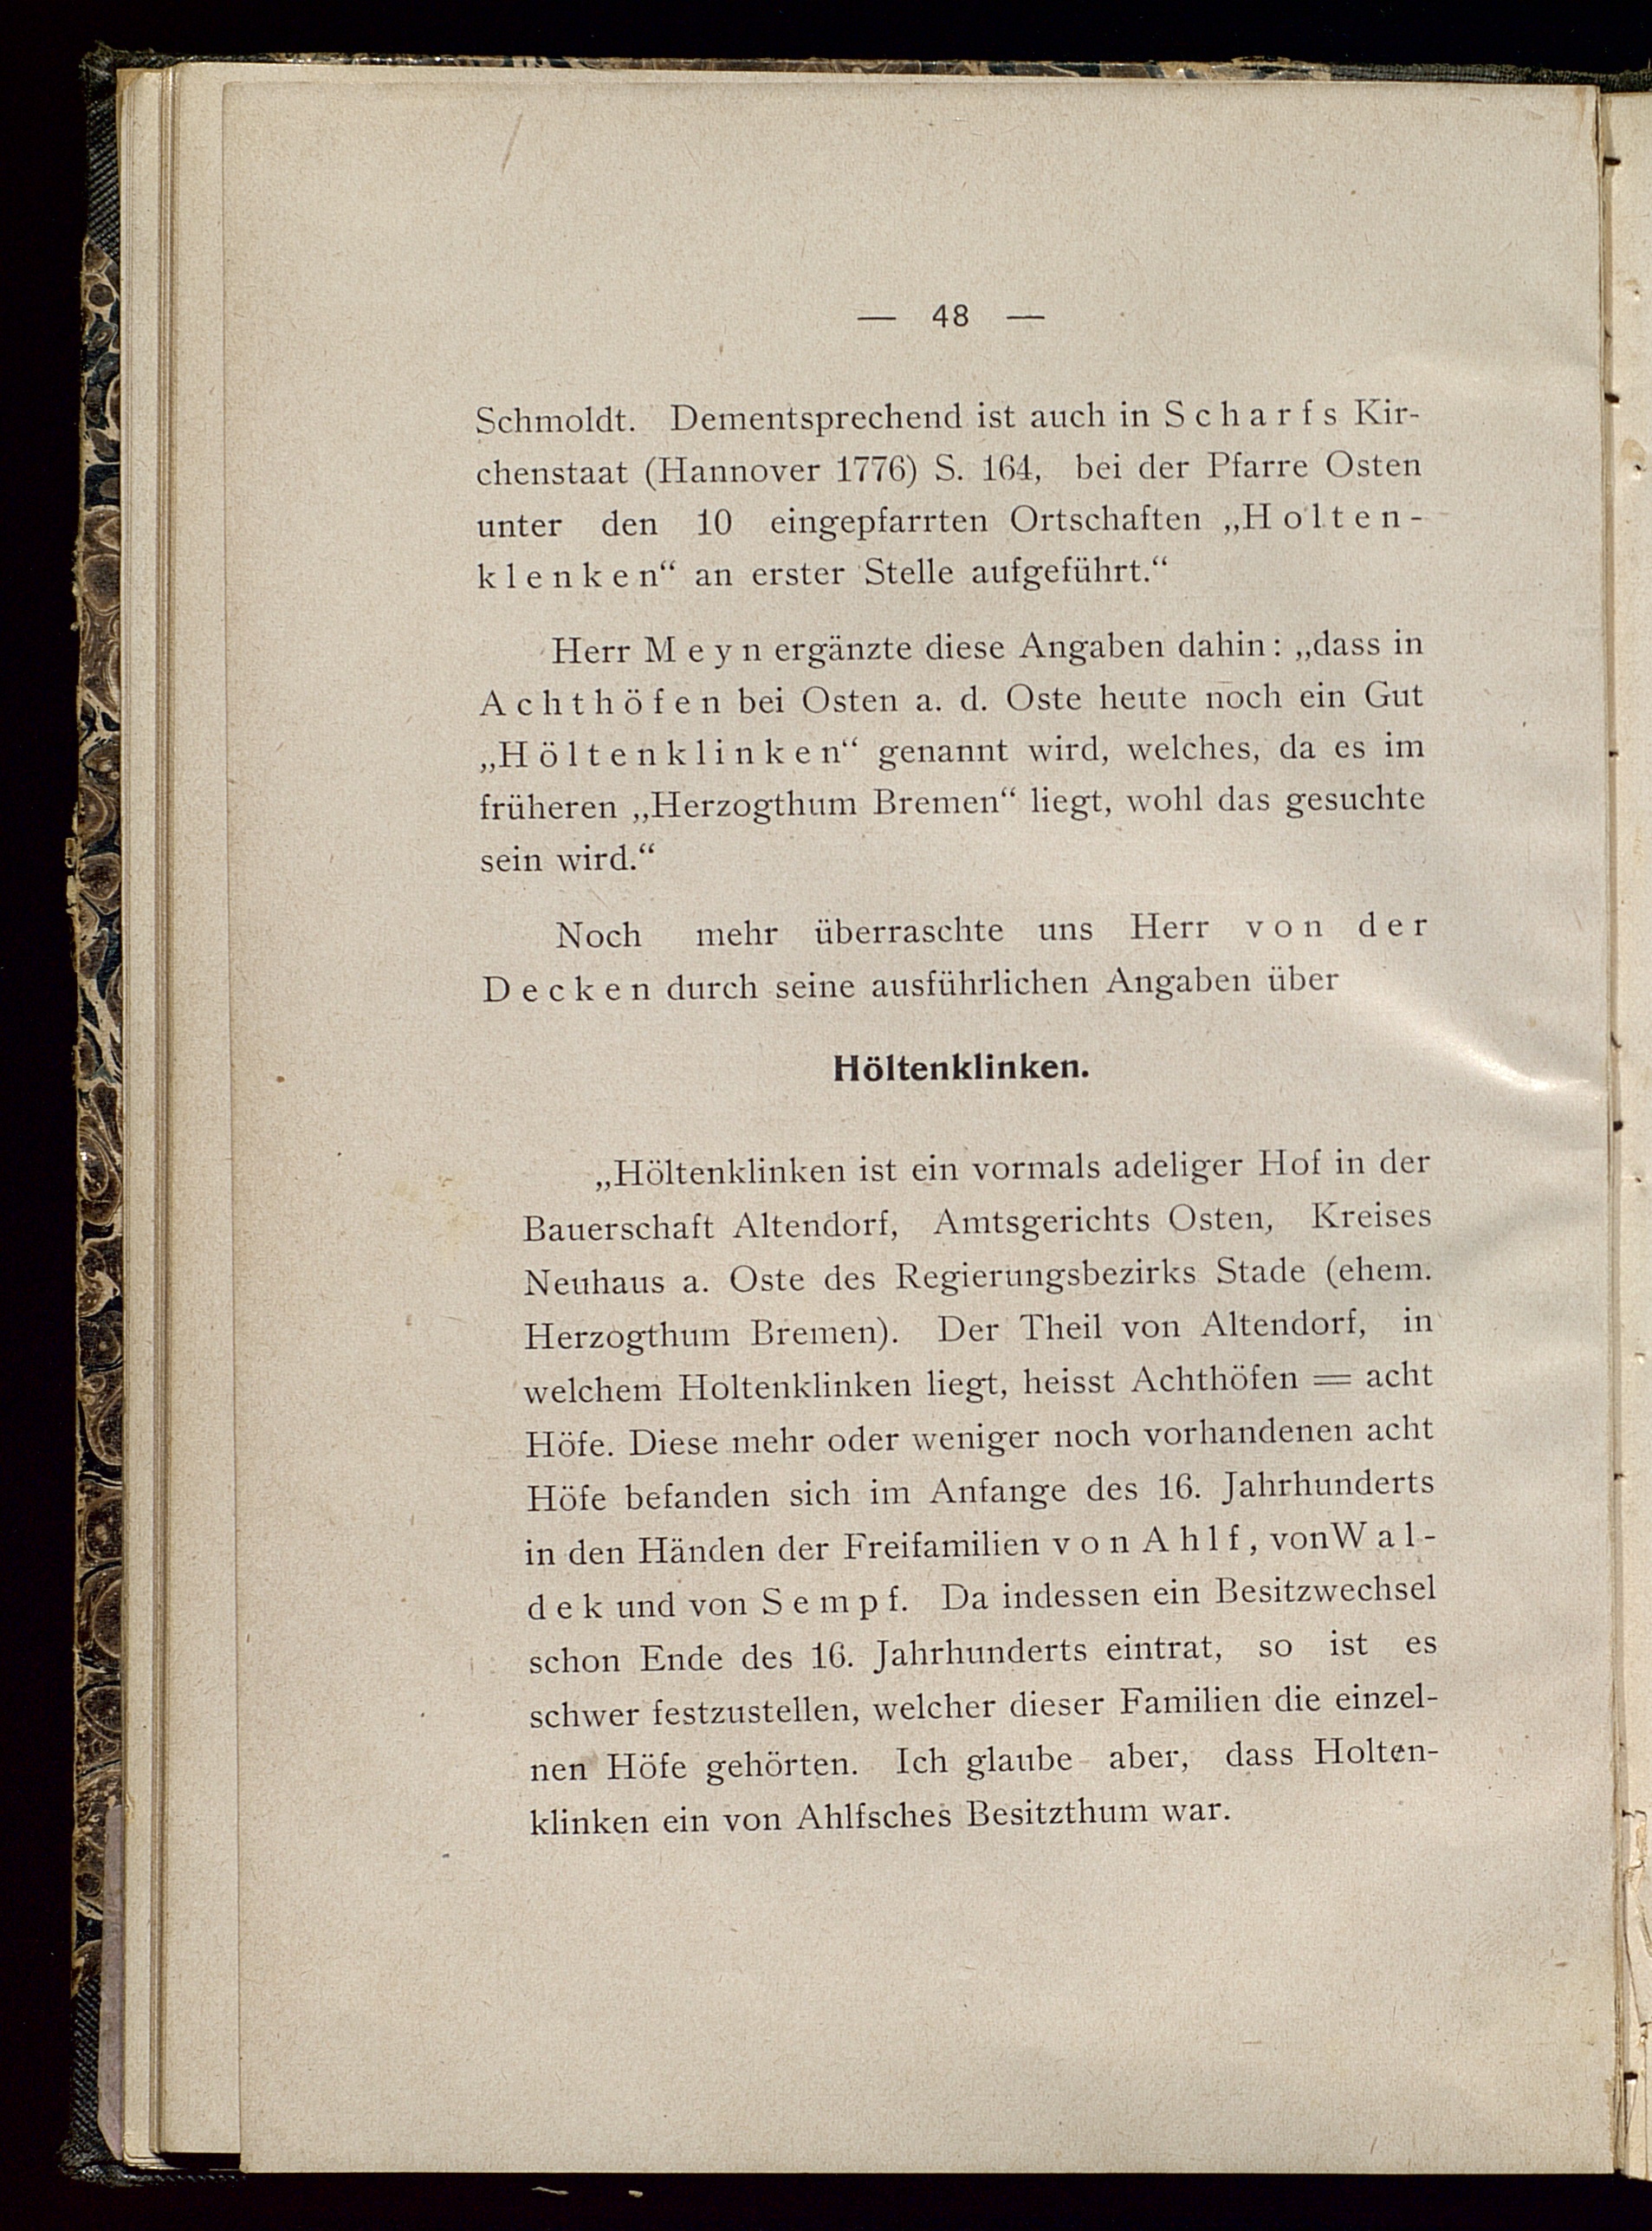 — 48 —
Schmoldt. Dementsprechend ist auch in Scharfs Kir-
chenstaat (Hannover 1776) S. 164, bei der Pfarre Osten
unter den 10 eingepfarrten Ortschaften „Holten-
klenken“ an erster Stelle aufgeführt.“
Herr Meyn ergänzte diese Angaben dahin: „dass in
Achthöfen bei Osten a. d. Oste heute noch ein Gut
„Höltenklinken“ genannt wird, welches, da es im
früheren „Herzogthum Bremen“ liegt, wohl das gesuchte
sein wird.“
Noch mehr überraschte uns Herr von der
Decken durch seine ausführlichen Angaben über
Höltenklinken.
„Höltenklinken ist ein vormals adeliger Hof in der
Bauerschaft Altendorf, Amtsgerichts Osten, Kreises
Neuhaus a. Oste des Regierungsbezirks Stade (ehem.
Herzogthum Bremen). Der Theil von Altendorf, in
welchem Holtenklinken liegt, heisst Achthöfen = acht
Höfe. Diese mehr oder weniger noch vorhandenen acht
Höfe befanden sich im Anfange des 16. Jahrhunderts
in den Händen der Freifamilien von Ahlf, von Wal-
dek und von Sempf. Da indessen ein Besitzwechsel
schon Ende des 16. Jahrhunderts eintrat, so ist es
schwer festzustellen, welcher dieser Familien die einzel-
nen Höfe gehörten. Ich glaube aber, dass Holten-
klinken ein von Ahlfsches Besitzthum war.